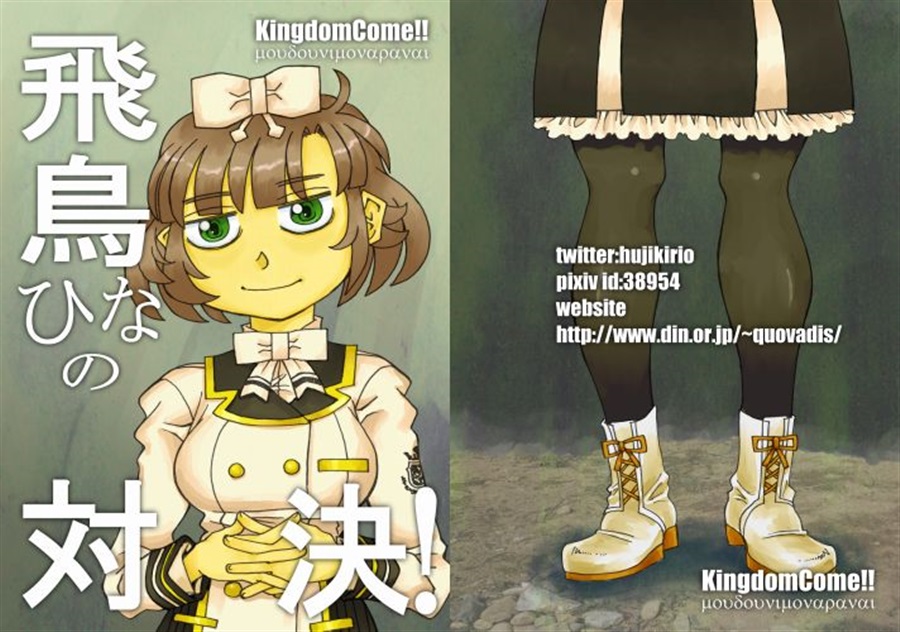 KingdomCome!!
μουδουνιμοναραναι
飛鳥
ひなの
対決!
twitter:hujikirio
pixiv id:38954
website
http://www.din.or.jp/~quovadis/
KingdomCome!!
μουδουνιμοναραναι